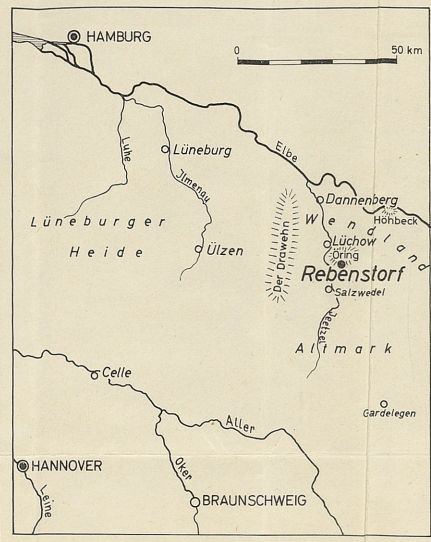 HAMBURG
0 50 km
Elbe
Luhe
Lüneburg
Jlmenau
Dannenberg
Höhbeck
Wendland
Lüneburger
Heide
Ülzen
Der Drawehn
Lüchow
Öring
Rebenstorf
Salzwedel
Jeetzel
Altmark
Celle
Gardelegen
Aller
HANNOVER
Oker
Leine
BRAUNSCHWEIG